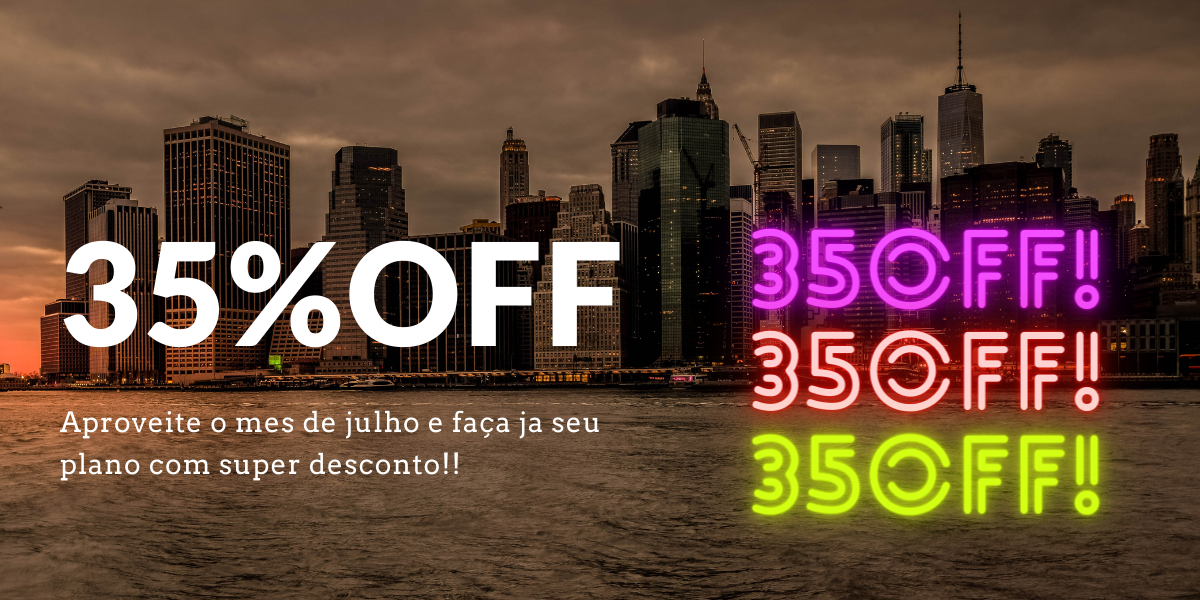 35%OFF
Aproveite o mes de julho e faça ja seu
plano com super desconto!!
35OFF!
35OFF!
35OFF!